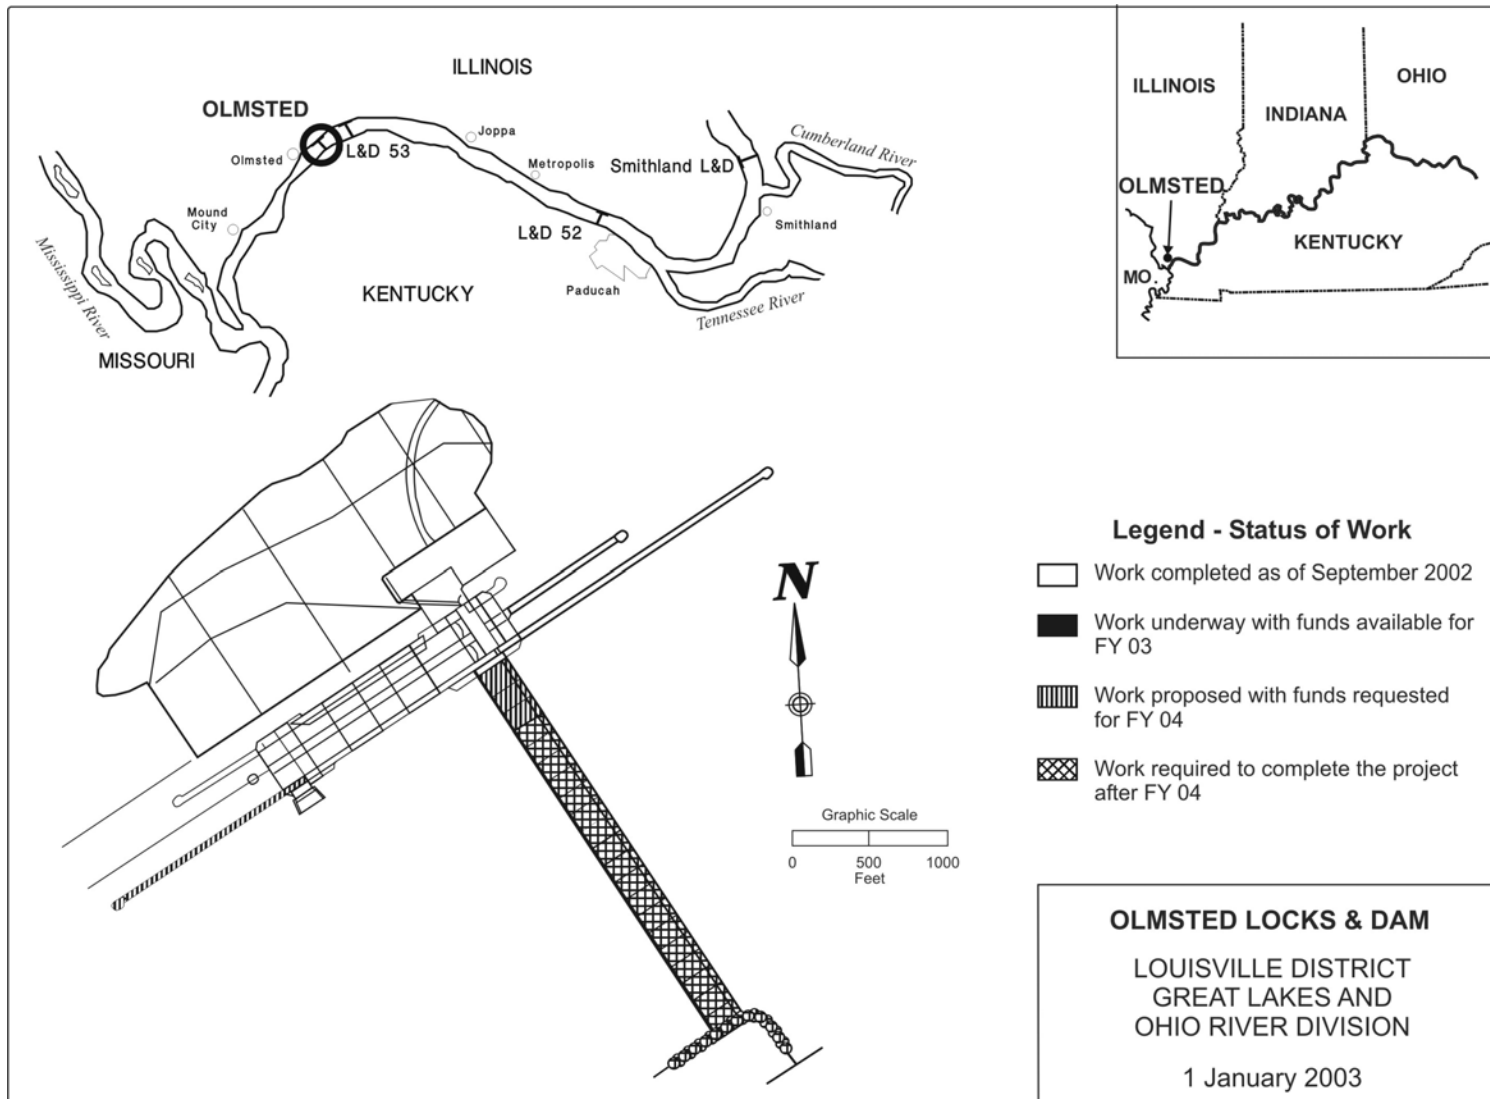 ILLINOIS
OLMSTED
Joppa
Olmsted
L&D 53
Metropolis
Smithland L&D
Cumberland River
Mound
City
L&D 52
Smithland
Mississippi River
KENTUCKY
Paducah
Tennessee River
MISSOURI
ILLINOIS
OHIO
INDIANA
OLMSTED
KENTUCKY
MO.
N
Graphic Scale
0 500 1000
Feet
Legend - Status of Work
Work completed as of September 2002
Work underway with funds available for
FY 03
Work proposed with funds requested
for FY 04
Work required to complete the project
after FY 04
OLMSTED LOCKS & DAM
LOUISVILLE DISTRICT
GREAT LAKES AND
OHIO RIVER DIVISION
1 January 2003